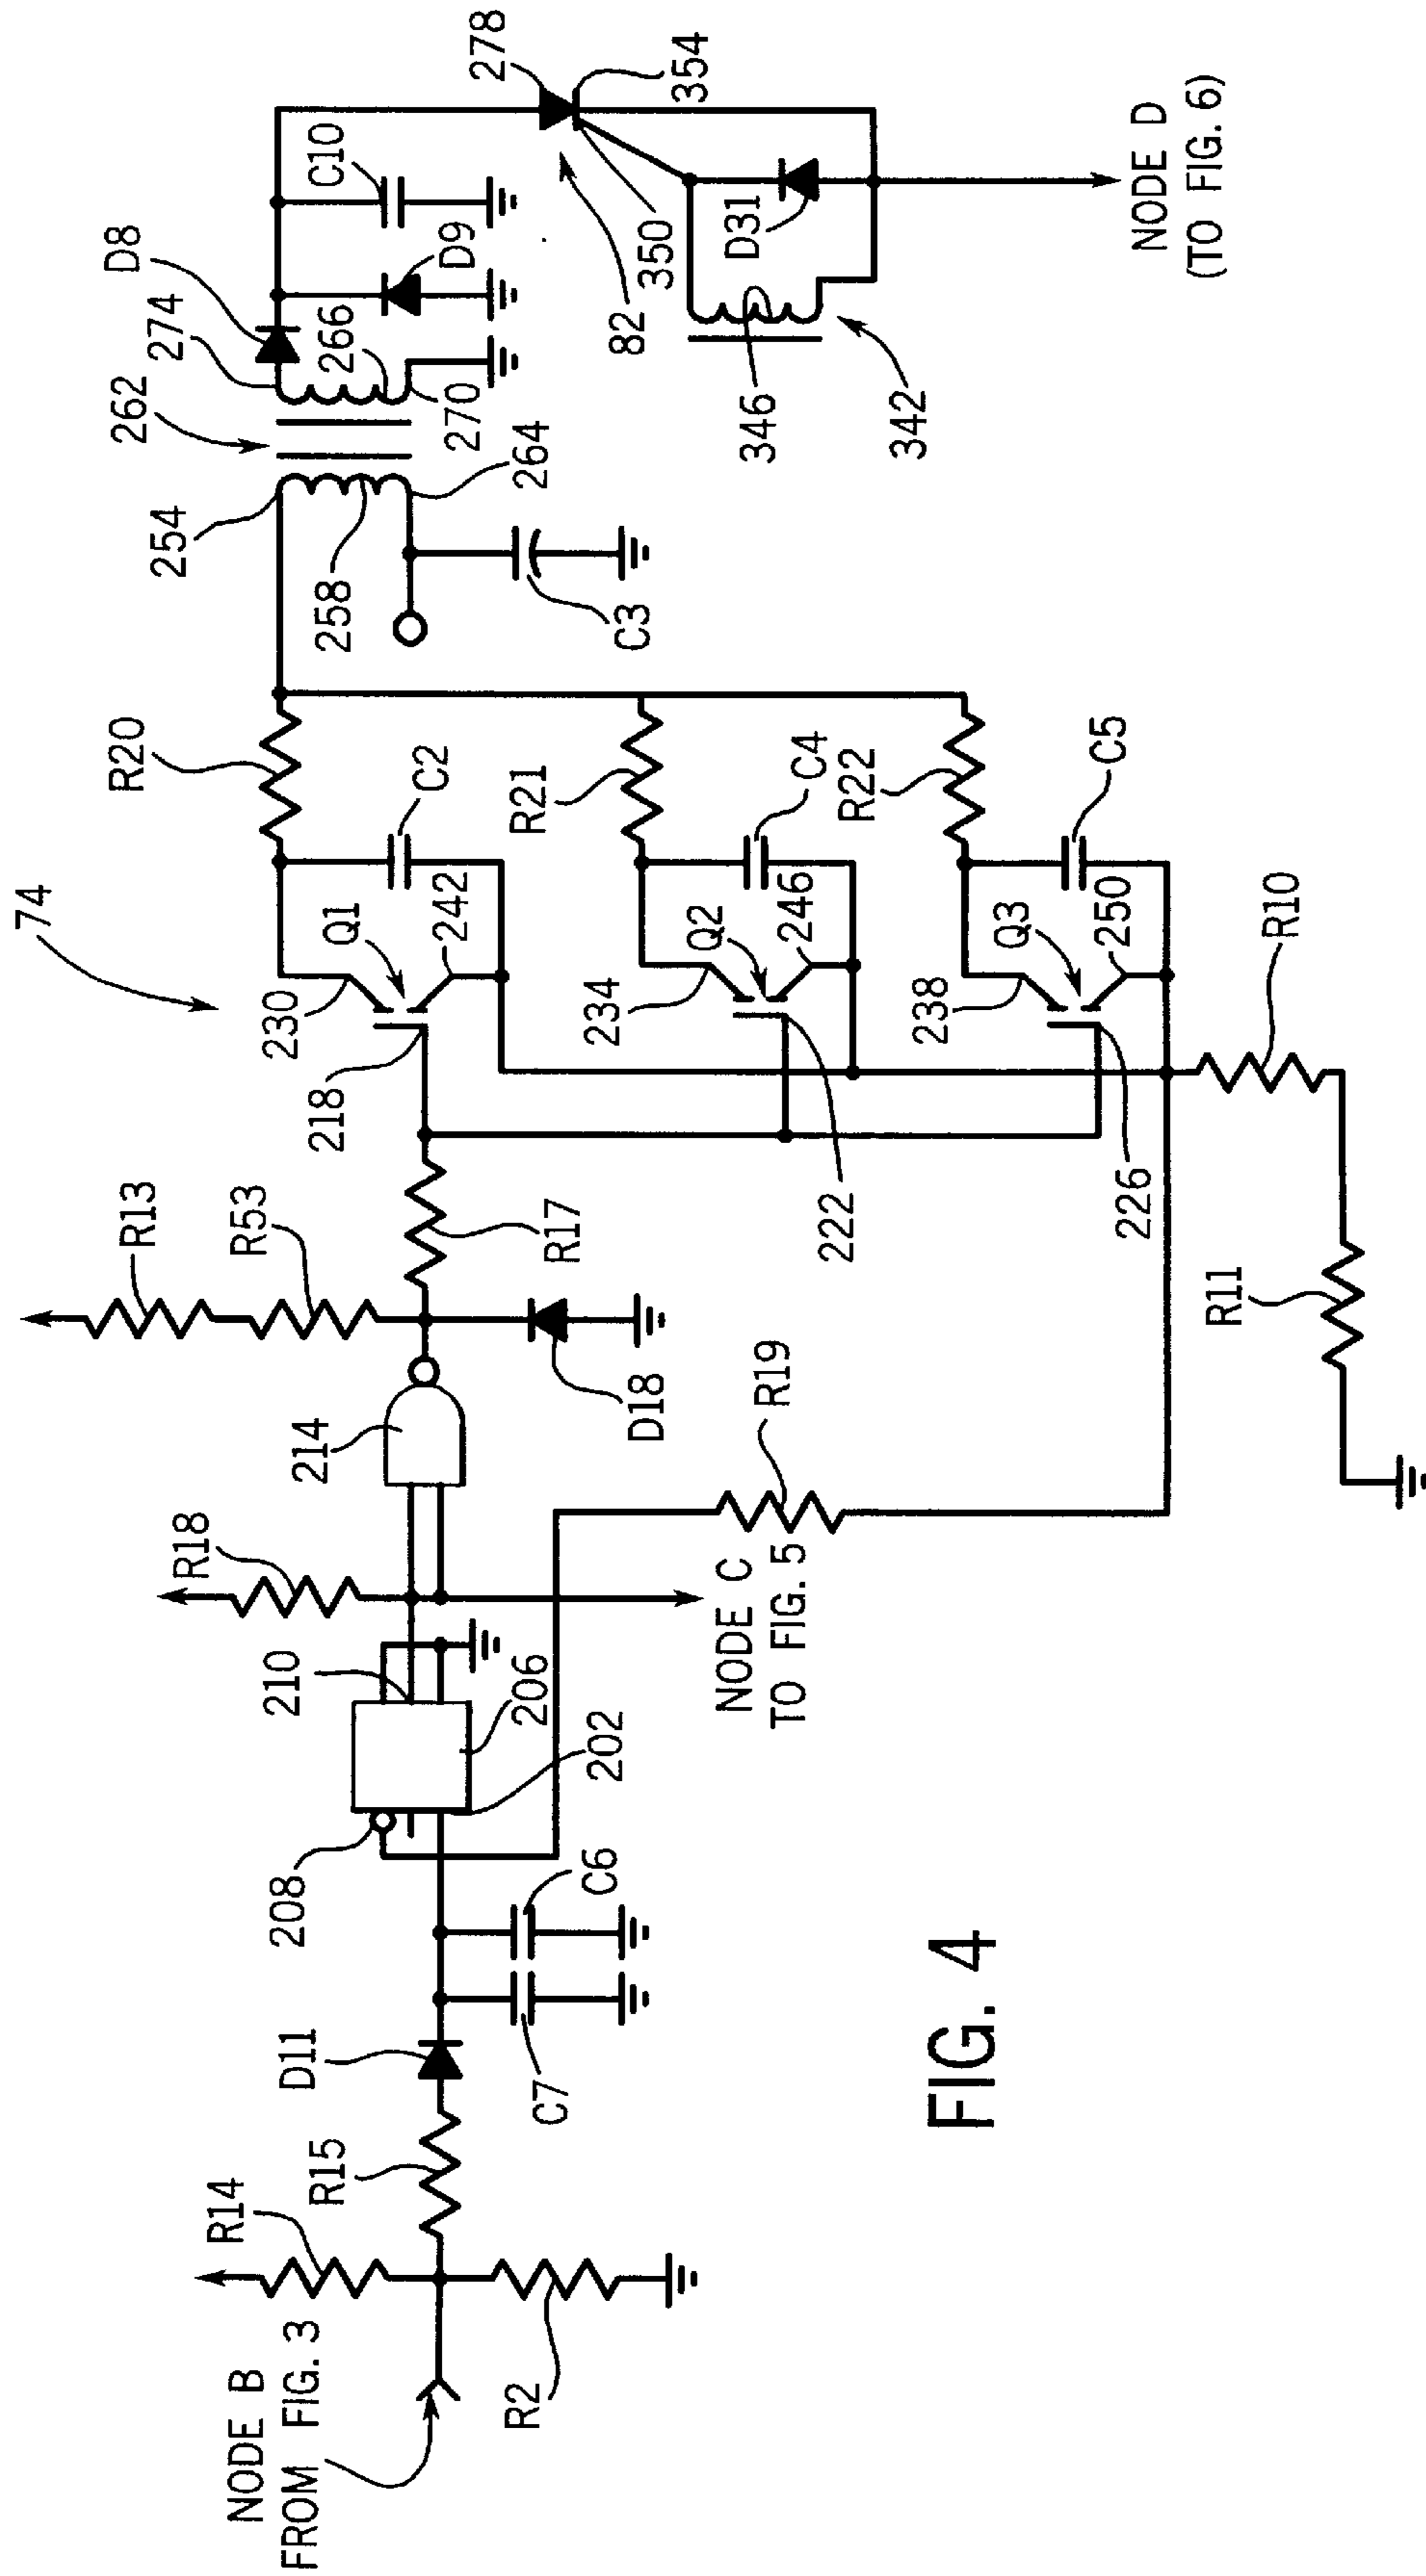 74
R13
R53
R20
254
262
274
D8
C10
278
354
R18
210
214
R17
218
230
Q1
242
C2
R21
258
264
270
266
D9
82
350
D31
NODE B
FROM FIG. 3
R14
R15
D11
208
206
202
D18
234
Q2
246
C4
R22
C3
346
342
R2
C7
C6
NODE C
TO FIG. 5
R19
222
238
Q3
250
C5
226
R10
R11
NODE D
(TO FIG. 6)
FIG. 4